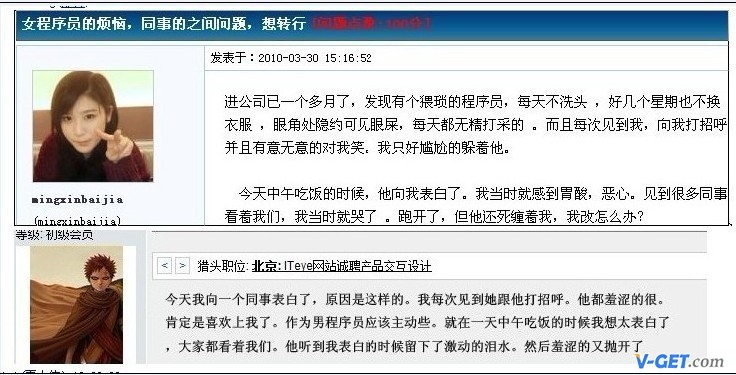 女程序员的烦恼，同事的之间问题，想转行 [问题点数：100分]
发表于：2010-03-30 15:16:52
进公司已一个多月了，发现有个猥琐的程序员，每天不洗头 ，好几个星期也不换
衣服 ，眼角处隐约可见眼屎，每天都无精打采的 。而且每次见到我，向我打招呼
并且有意无意的对我笑。我只好尴尬的躲着他。
今天中午吃饭的时候，他向我表白了。我当时就感到胃酸，恶心。见到很多同事
看着我们，我当时就哭了 。跑开了，但他还死缠着我，我改怎么办？
mingxinbaijia
(mingxinbaijia)
等级: 初级会员
< > 猎头职位: 北京: ITeye网站诚聘产品交互设计
今天我向一个同事表白了，原因是这样的。我每次见到她跟他打招呼。他都羞涩的很。
肯定是喜欢上我了。作为男程序员应该主动些。就在一天中午吃饭的时候我想太表白了
，大家都看着我们。他听到我表白的时候留下了激动的泪水。然后羞涩的又抛开了
V-GET.com